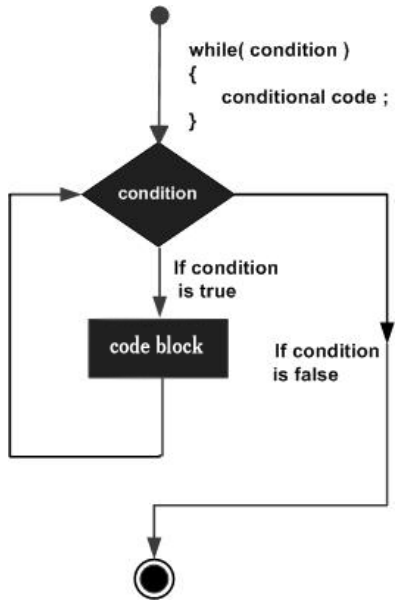 while( condition )
{
conditional code ;
}
condition
If condition
is true
code block
If condition
is false